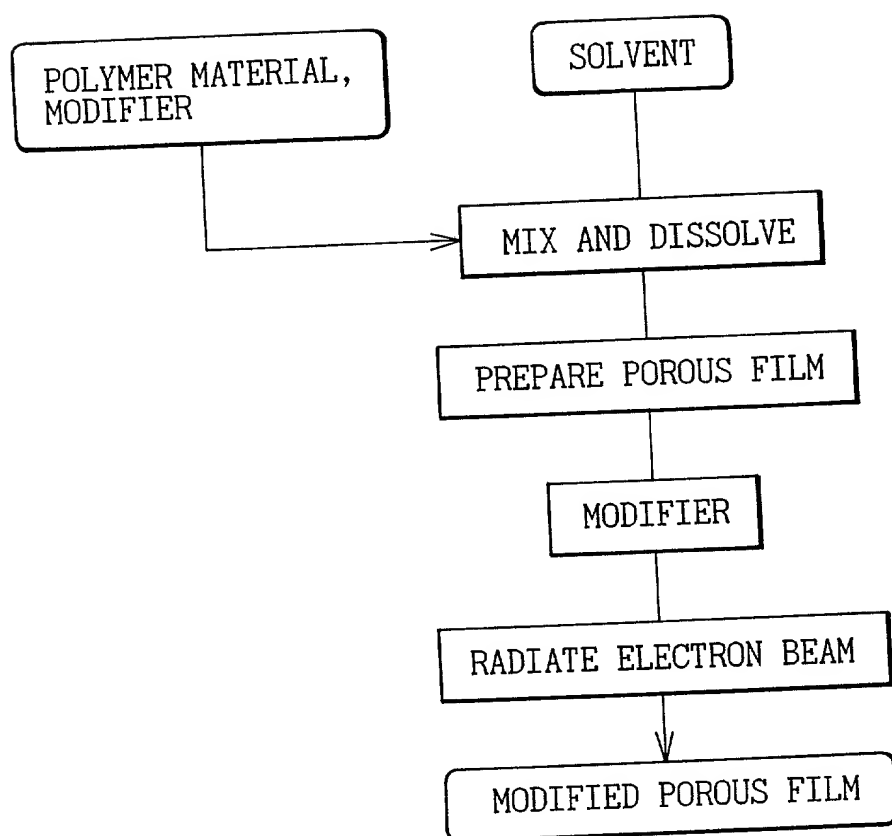 POLYMER MATERIAL,
MODIFIER
SOLVENT
MIX AND DISSOLVE
PREPARE POROUS FILM
MODIFIER
RADIATE ELECTRON BEAM
MODIFIED POROUS FILM